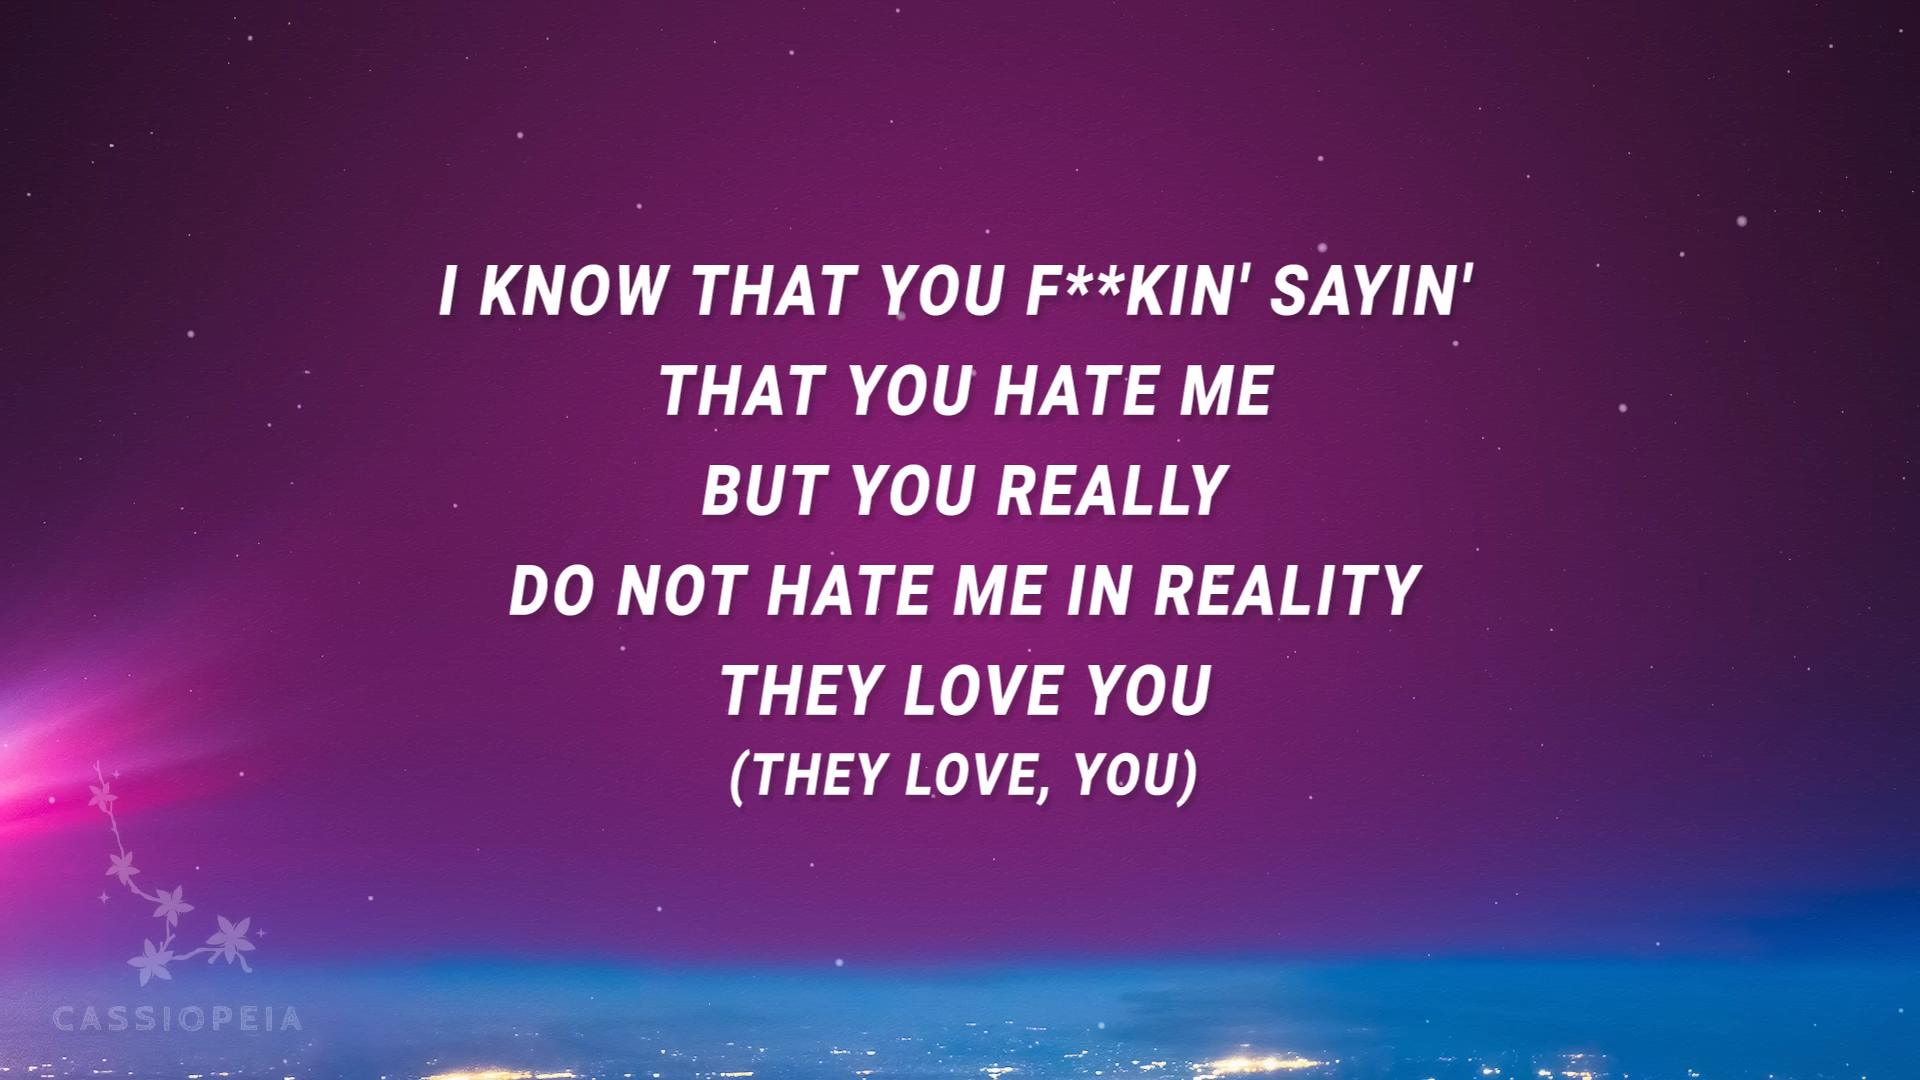 I KNOW THAT YOU F**KIN' SAYIN'
THAT YOU HATE ME
BUT YOU REALLY
DO NOT HATE ME IN REALITY
THEY LOVE YOU
(THEY LOVE, YOU)
CASSIOPEIA